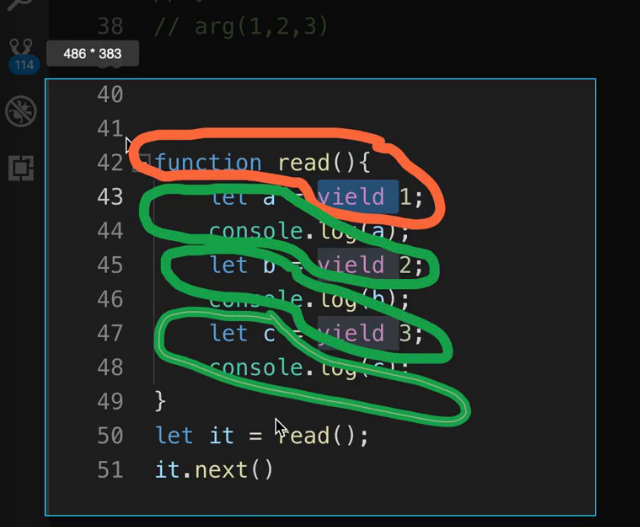 38 // arg(1,2,3)
486 * 383
114
40
41
42 function read(){
43 let a = yield 1;
44 console.log(a);
45 let b = yield 2;
46 console.log(b);
47 let c = yield 3;
48 console.log(c);
49 }
50 let it = read();
51 it.next()